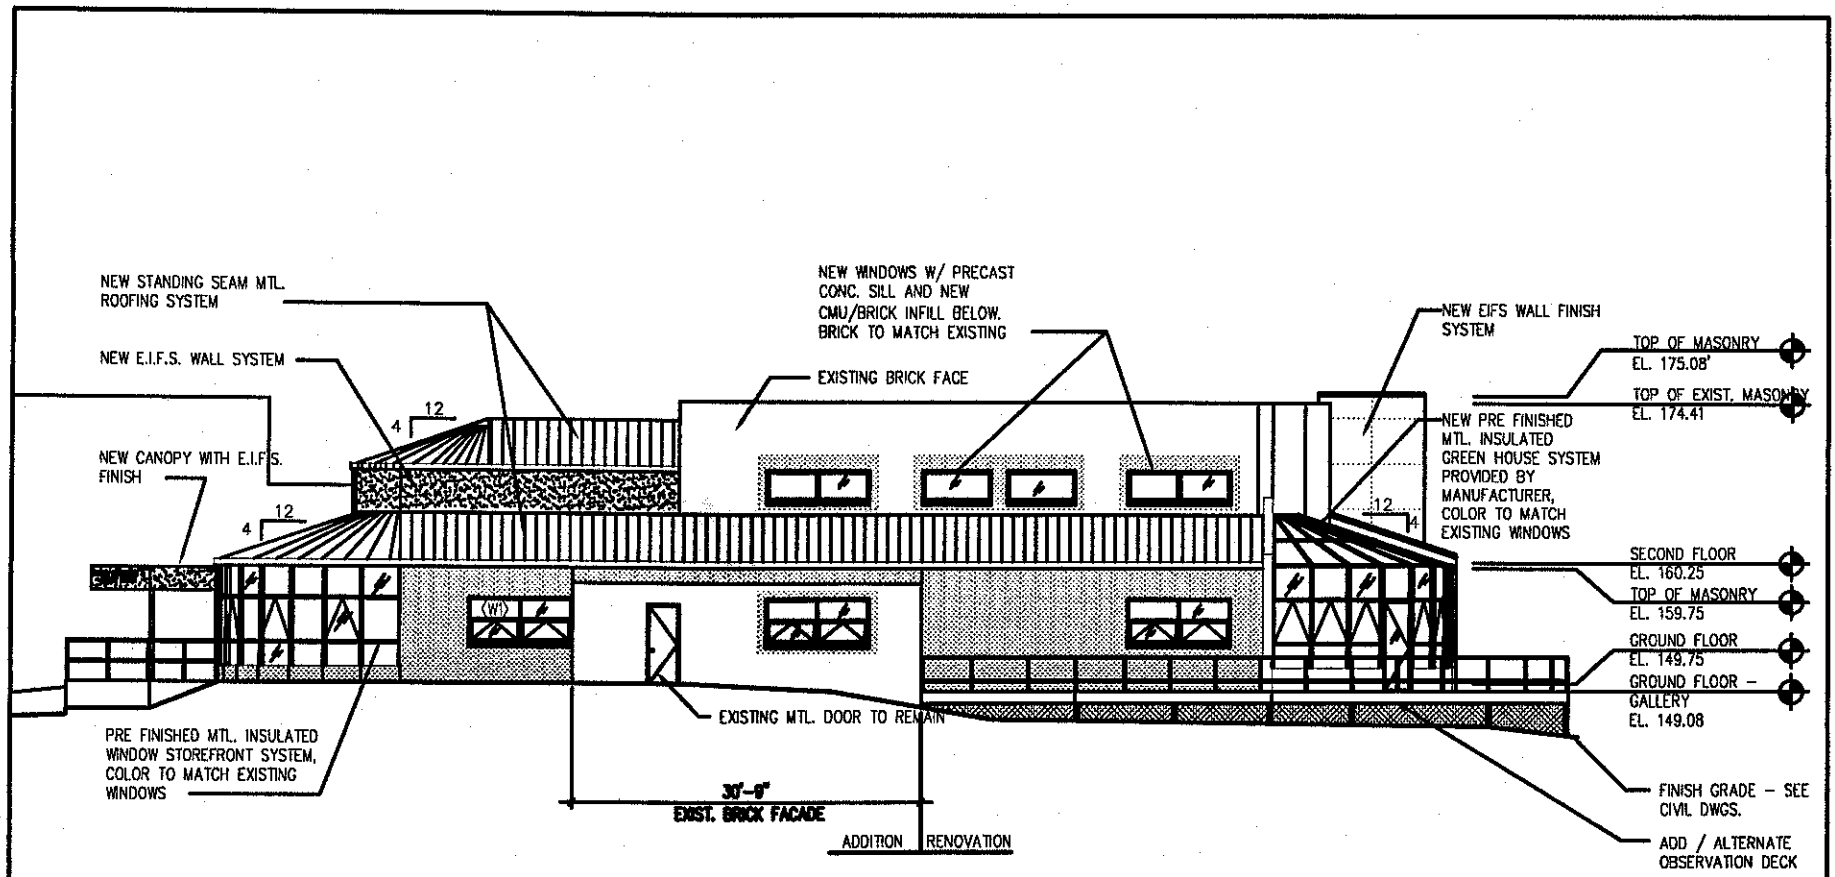 NEW STANDING SEAM MTL.
ROOFING SYSTEM
NEW E.I.F.S. WALL SYSTEM
NEW CANOPY WITH E.I.F.S.
FINISH
12
4
12
4
NEW WINDOWS W/ PRECAST
CONC. SILL AND NEW
CMU/BRICK INFILL BELOW.
BRICK TO MATCH EXISTING
EXISTING BRICK FACE
NEW EIFS WALL FINISH
SYSTEM
TOP OF MASONRY
EL. 175.08'
TOP OF EXIST. MASONRY
EL. 174.41
NEW PRE FINISHED
MTL. INSULATED
GREEN HOUSE SYSTEM
PROVIDED BY
MANUFACTURER,
COLOR TO MATCH
EXISTING WINDOWS
12
4
SECOND FLOOR
EL. 160.25
TOP OF MASONRY
EL. 159.75
GROUND FLOOR
EL. 149.75
GROUND FLOOR -
GALLERY
EL. 149.08
W1
EXISTING MTL. DOOR TO REMAIN
PRE FINISHED MTL. INSULATED
WINDOW STOREFRONT SYSTEM,
COLOR TO MATCH EXISTING
WINDOWS
30'-9"
EXIST. BRICK FACADE
ADDITION RENOVATION
FINISH GRADE - SEE
CIVIL DWGS.
ADD / ALTERNATE
OBSERVATION DECK